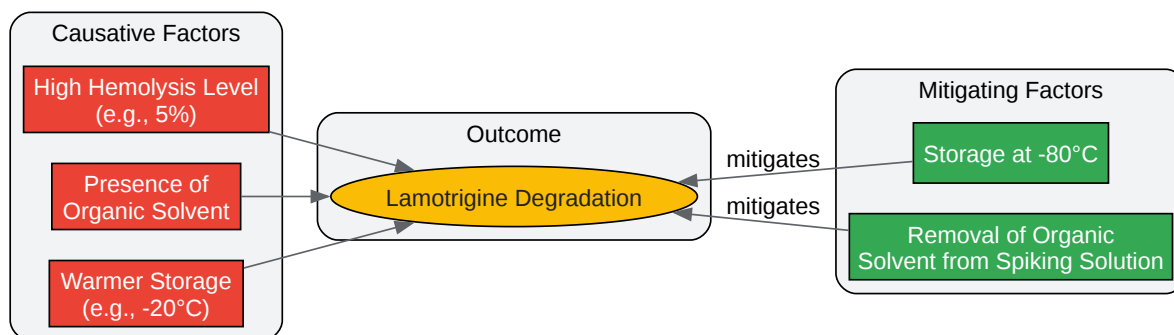 Causative Factors
High Hemolysis Level
(e.g., 5%)
Presence of
Organic Solvent
Warmer Storage
(e.g., -20°C)
Outcome
Lamotrigine Degradation
mitigates
mitigates
Mitigating Factors
Storage at -80°C
Removal of Organic
Solvent from Spiking Solution